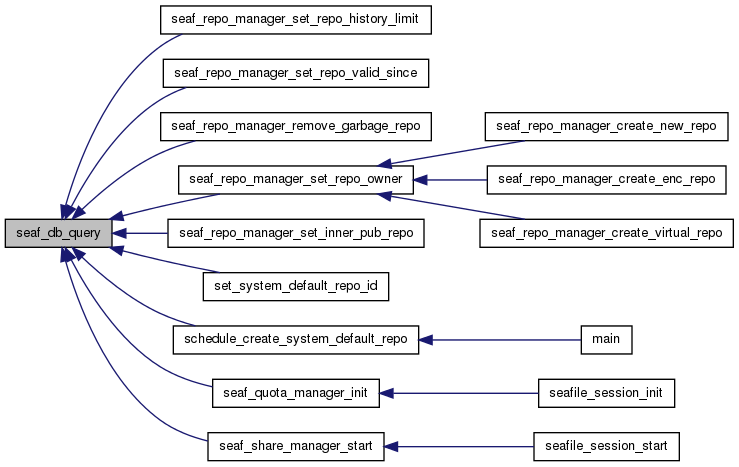 seaf_repo_manager_set_repo_history_limit
seaf_repo_manager_set_repo_valid_since
seaf_repo_manager_remove_garbage_repo
seaf_repo_manager_create_new_repo
seaf_repo_manager_set_repo_owner
seaf_repo_manager_create_enc_repo
seaf_db_query
seaf_repo_manager_set_inner_pub_repo
seaf_repo_manager_create_virtual_repo
set_system_default_repo_id
schedule_create_system_default_repo
main
seaf_quota_manager_init
seafile_session_init
seaf_share_manager_start
seafile_session_start